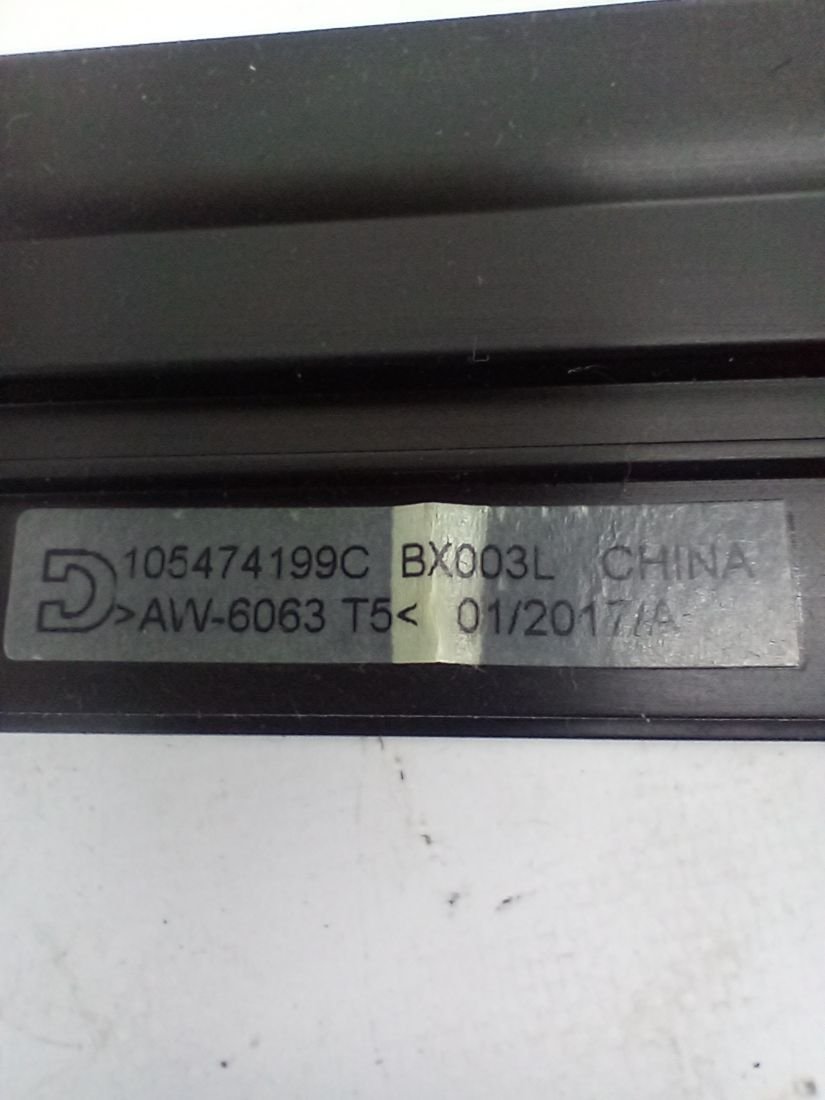 105474199C BX003L CHINA
>AW-6063 T5< 01/2017/A